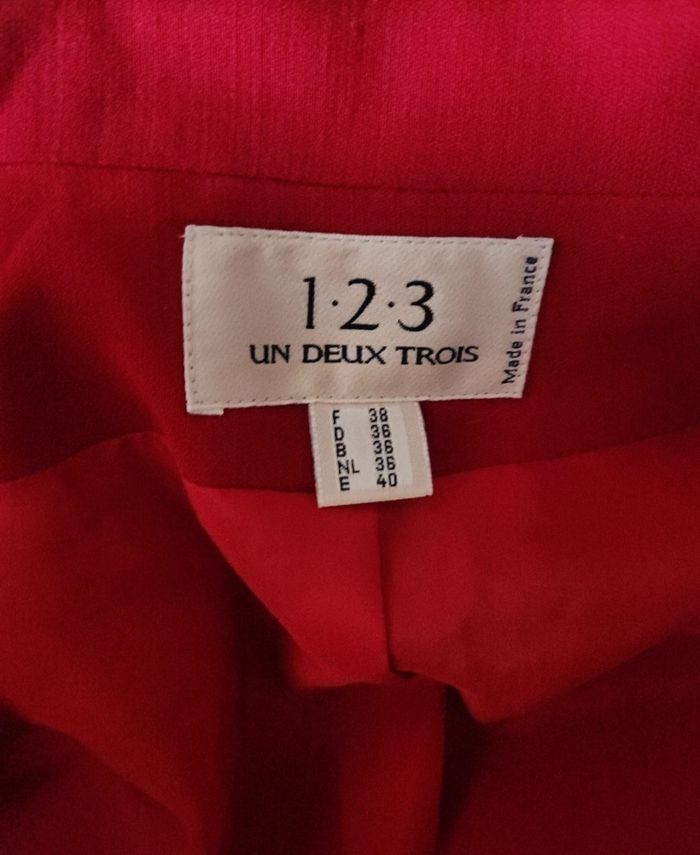 1·2·3
UN DEUX TROIS
Made in France
F 38
D 36
B 36
NL 36
E 40